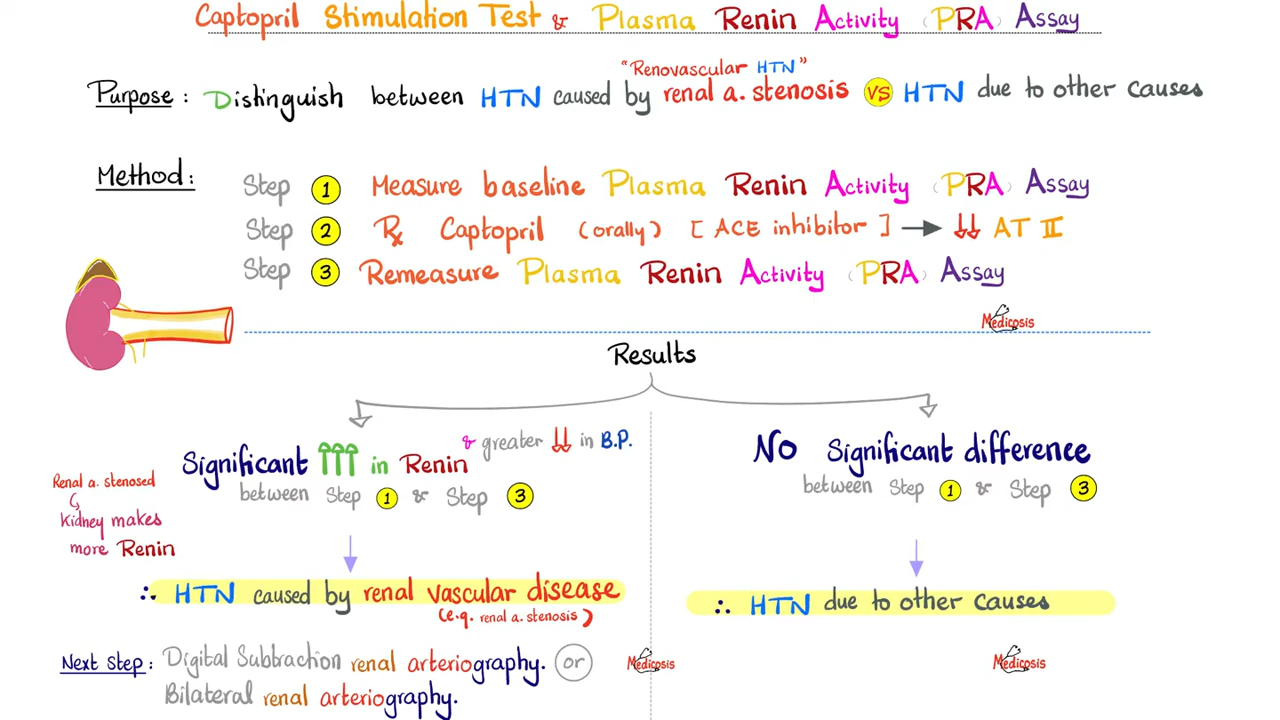 Captopril Stimulation Test & Plasma Renin Activity (PRA) Assay
"Renovascular HTN"
Purpose: Distinguish between HTN caused by renal a. stenosis VS HTN due to other causes
Method:
Step 1 Measure baseline Plasma Renin Activity (PRA) Assay
Step 2 Rx Captopril (orally) [ACE inhibitor] → ↓↓ AT II
Step 3 Remeasure Plasma Renin Activity (PRA) Assay
Medicosis
Results
Significant ↑↑↑ in Renin & greater ↓↓ in B.P.
between Step 1 & Step 3
Renal a. stenosed
Kidney makes
more Renin
∴ HTN caused by renal vascular disease
(e.g. renal a. stenosis)
Next Step: Digital Subtraction renal arteriography. or
Bilateral renal arteriography.
Medicosis
No Significant difference
between Step 1 & Step 3
∴ HTN due to other causes
Medicosis